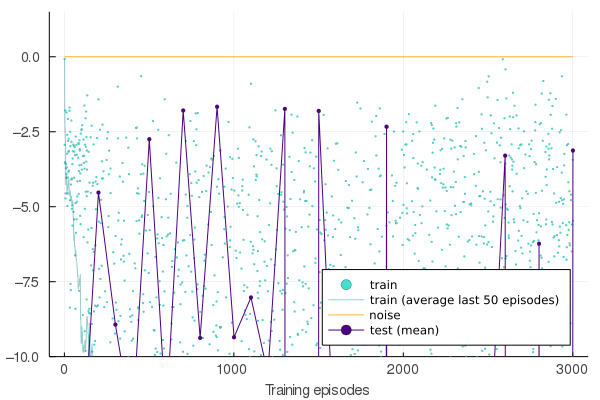 0.0
−2.5
−5.0
−7.5
−10.0
train
train (average last 50 episodes)
noise
test (mean)
0 1000 2000 3000
Training episodes